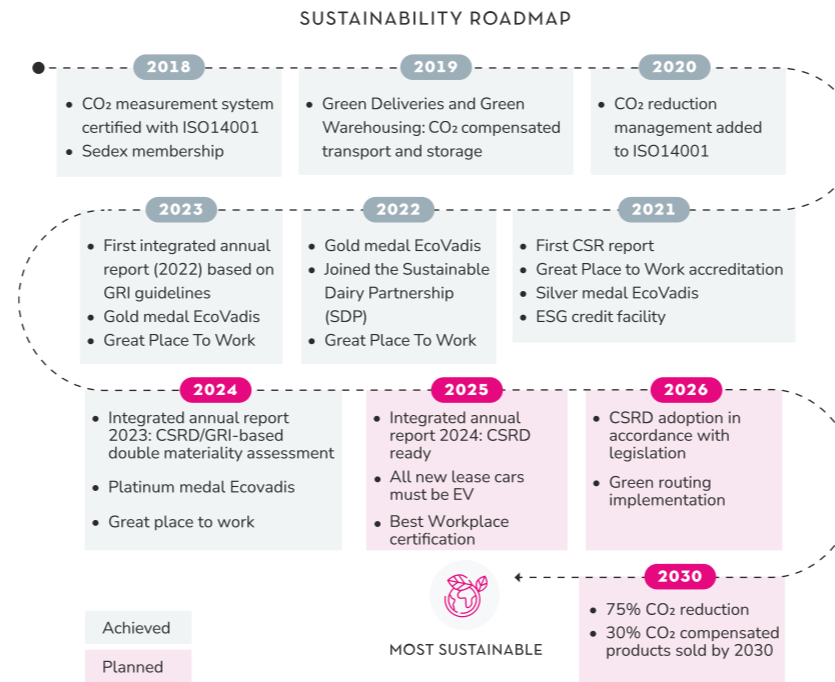 SUSTAINABILITY ROADMAP
2018
• CO₂ measurement system
certified with ISO14001
• Sedex membership
2019
• Green Deliveries and Green
Warehousing: CO₂ compensated
transport and storage
2020
• CO₂ reduction
management added
to ISO14001
2021
• First CSR report
• Great Place to Work accreditation
• Silver medal EcoVadis
• ESG credit facility
2022
• Gold medal EcoVadis
• Joined the Sustainable
Dairy Partnership
(SDP)
• Great Place To Work
2023
• First integrated annual
report (2022) based on
GRI guidelines
• Gold medal EcoVadis
• Great Place To Work
2024
• Integrated annual report
2023: CSRD/GRI-based
double materiality assessment
• Platinum medal Ecovadis
• Great place to work
2025
• Integrated annual
report 2024: CSRD
ready
• All new lease cars
must be EV
• Best Workplace
certification
2026
• CSRD adoption in
accordance with
legislation
• Green routing
implementation
2030
• 75% CO₂ reduction
• 30% CO₂ compensated
products sold by 2030
MOST SUSTAINABLE
Achieved
Planned